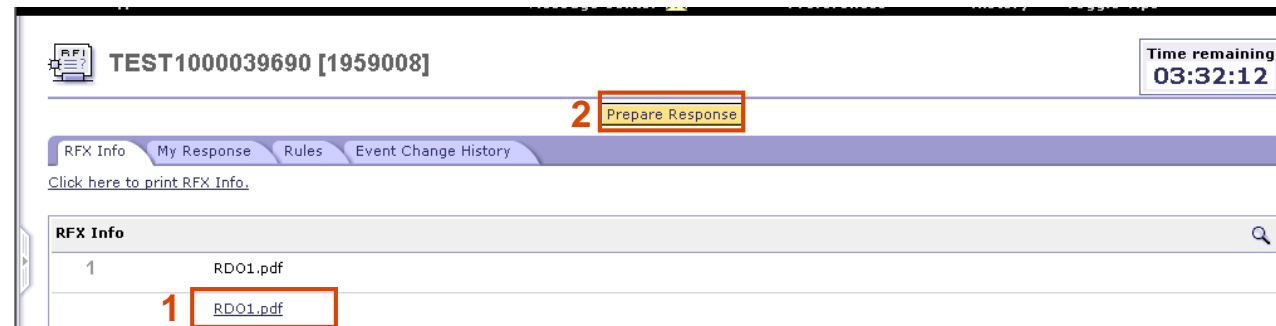 RFI
TEST1000039690 [1959008]
Time remaining
03:32:12
2 Prepare Response
RFX Info My Response Rules Event Change History
Click here to print RFX Info.
RFX Info
1 RDO1.pdf
1 RDO1.pdf